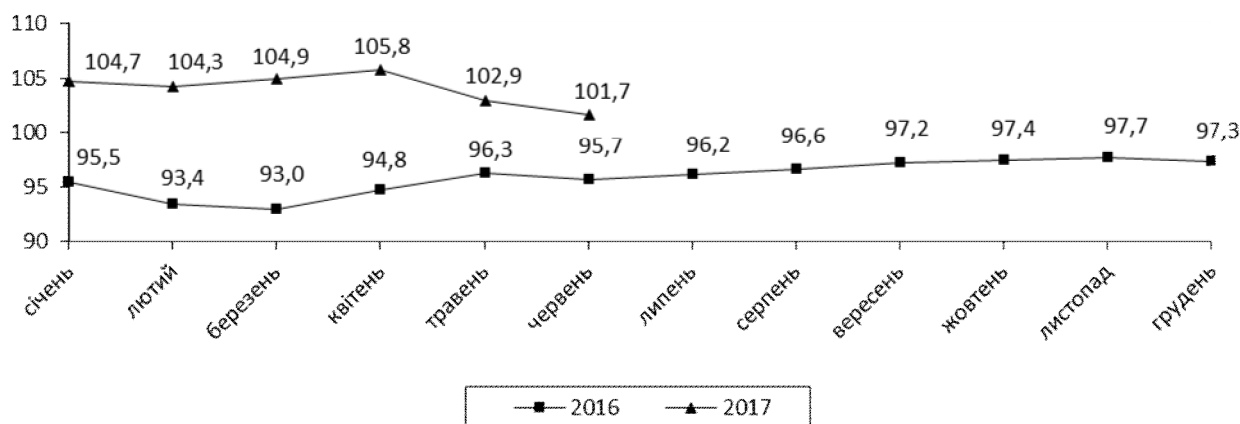 110
105
100
95
90
104,7 104,3 104,9 105,8 102,9 101,7
95,5 93,4 93,0 94,8 96,3 95,7 96,2 96,6 97,2 97,4 97,7 97,3
січень лютий березень квітень травень червень липень серпень вересень жовтень листопад грудень
2016 2017